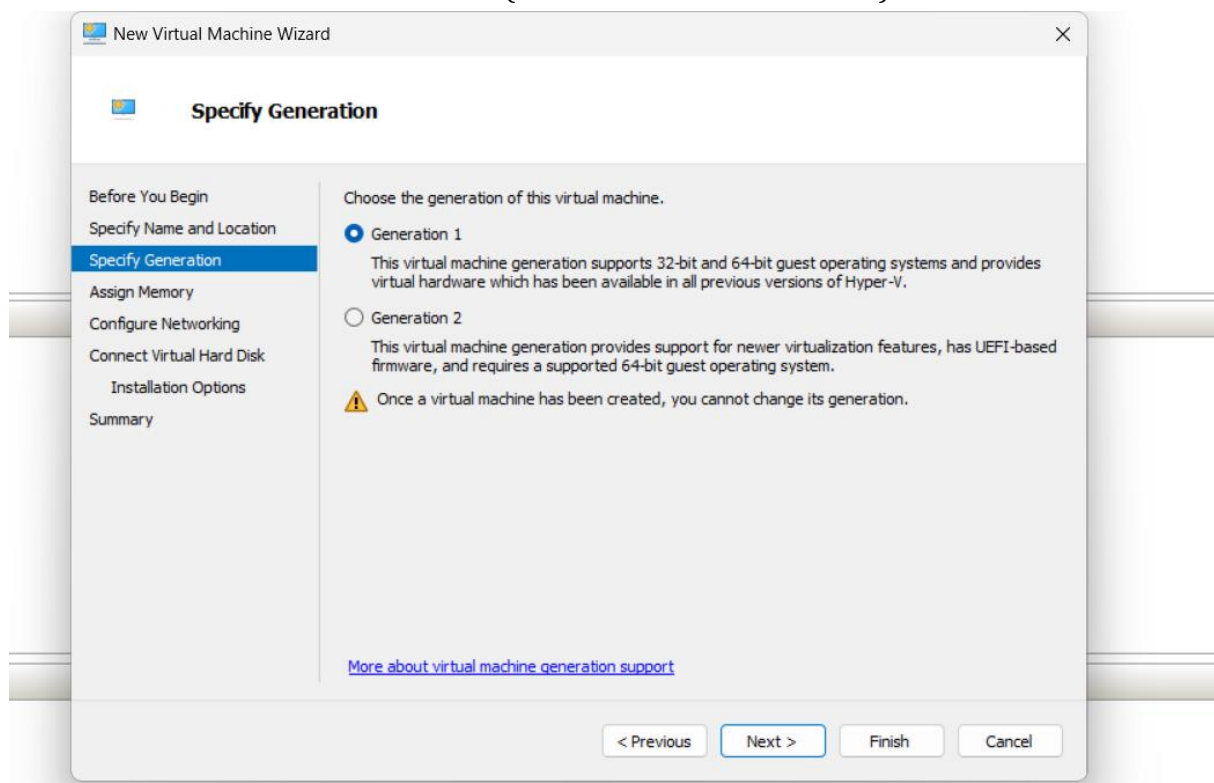 New Virtual Machine Wizard
Specify Generation
Before You Begin
Specify Name and Location
Specify Generation
Assign Memory
Configure Networking
Connect Virtual Hard Disk
Installation Options
Summary
Choose the generation of this virtual machine.
Generation 1
This virtual machine generation supports 32-bit and 64-bit guest operating systems and provides
virtual hardware which has been available in all previous versions of Hyper-V.
Generation 2
This virtual machine generation provides support for newer virtualization features, has UEFI-based
firmware, and requires a supported 64-bit guest operating system.
Once a virtual machine has been created, you cannot change its generation.
More about virtual machine generation support
< Previous
Next >
Finish
Cancel